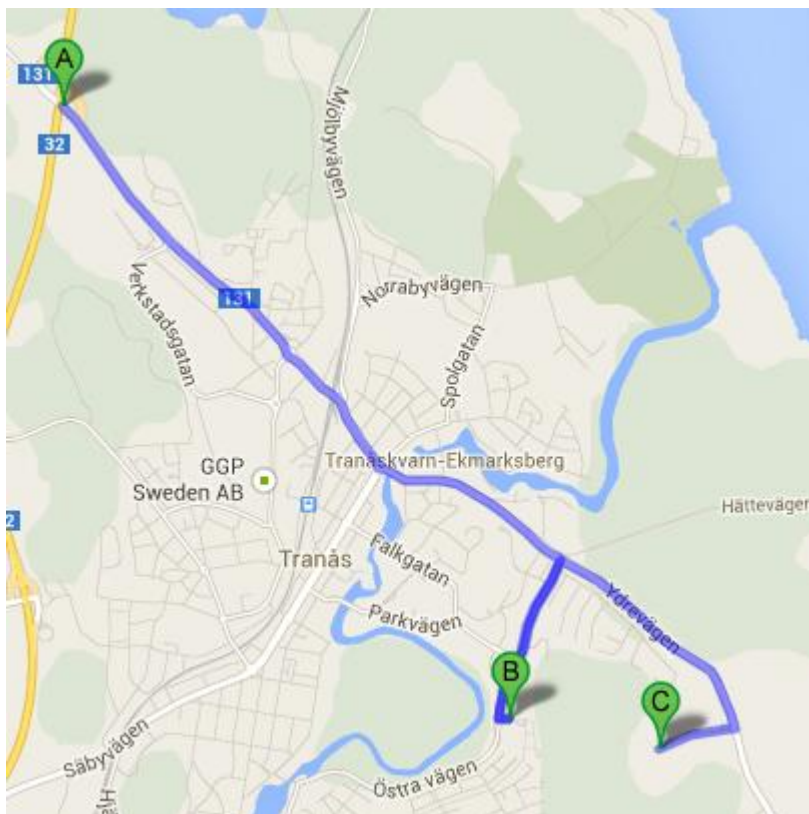 A
131
32
Mjölbyvägen
Verkstadsgatan
131
Norrabyvägen
Spolgatan
GGP
Sweden AB
Tranåskvarn-Ekmarksberg
Hättevägen
2
Tranås
Falkgatan
Parkvägen
Ydrevägen
B
C
Säbyvägen
Östra vägen